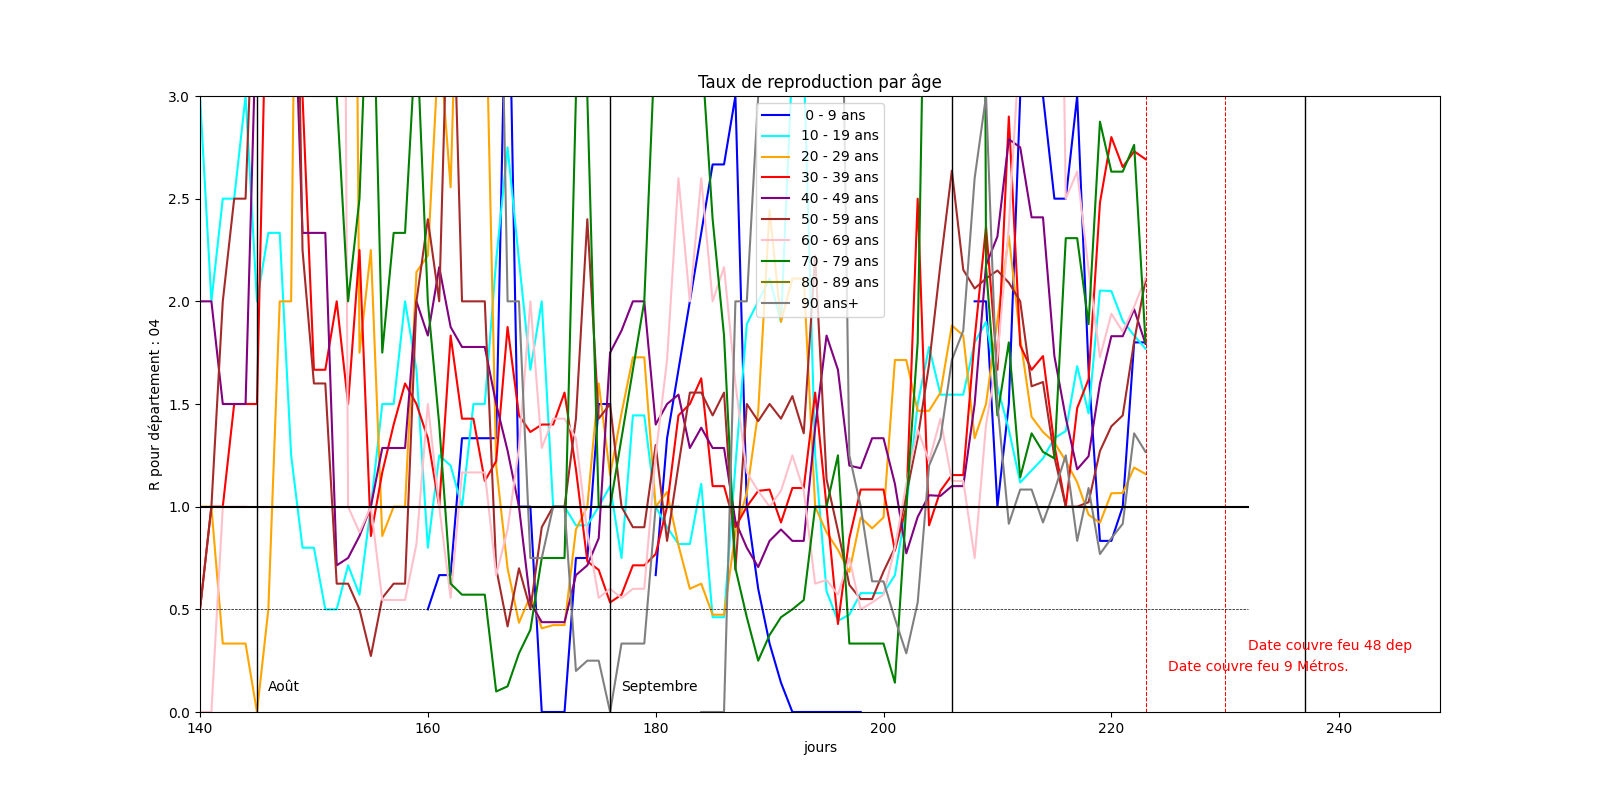 Taux de reproduction par âge
R pour département : 04
3.0
2.5
2.0
1.5
1.0
0.5
0.0
0 - 9 ans
10 - 19 ans
20 - 29 ans
30 - 39 ans
40 - 49 ans
50 - 59 ans
60 - 69 ans
70 - 79 ans
80 - 89 ans
90 ans+
Date couvre feu 48 dep
Date couvre feu 9 Métros.
Août
Septembre
140
160
180
200
220
240
jours